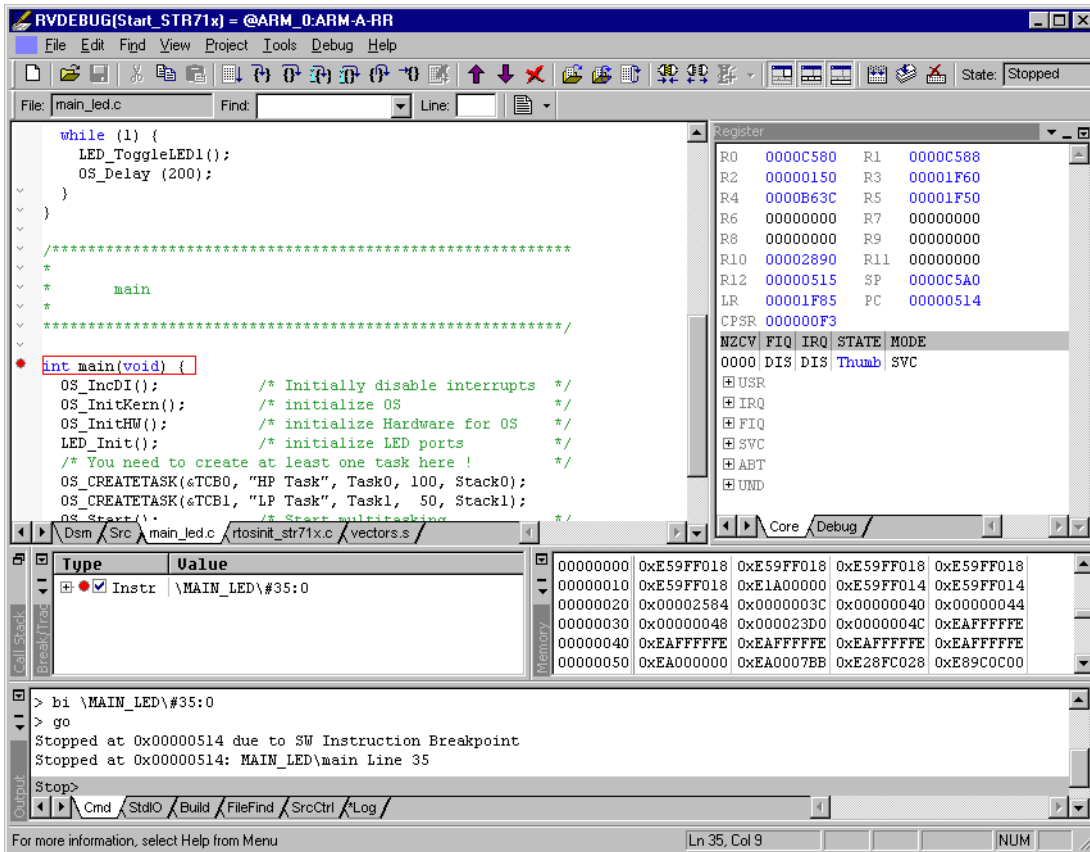 RVDEBUG(Start_STR71x) = @ARM_0:ARM-A-RR
File Edit Find View Project Tools Debug Help
State: Stopped
File: main_led.c Find: Line:
while (1) {
LED_ToggleLED1();
OS_Delay (200);
}
}
/**********************************************************
*
* main
*
**********************************************************/
int main(void) {
OS_IncDI(); /* Initially disable interrupts */
OS_InitKern(); /* initialize OS */
OS_InitHW(); /* initialize Hardware for OS */
LED_Init(); /* initialize LED ports */
/* You need to create at least one task here ! */
OS_CREATETASK(&TCB0, "HP Task", Task0, 100, Stack0);
OS_CREATETASK(&TCB1, "LP Task", Task1, 50, Stack1);
OS_Start(); /* Start multitasking */
Dsm Src main_led.c rtosinit_str71x.c vectors.s
Register
R0 0000C580 R1 0000C588
R2 00000150 R3 00001F60
R4 0000B63C R5 00001F50
R6 00000000 R7 00000000
R8 00000000 R9 00000000
R10 00002890 R11 00000000
R12 00000515 SP 0000C5A0
LR 00001F85 PC 00000514
CPSR 000000F3
NZCV FIQ IRQ STATE MODE
0000 DIS DIS Thumb SVC
USR
IRQ
FIQ
SVC
ABT
UND
Core Debug
Call Stack
Break/Trac
Type Value
Instr \MAIN_LED\#35:0
Memory
00000000 0xE59FF018 0xE59FF018 0xE59FF018 0xE59FF018
00000010 0xE59FF018 0xE1A00000 0xE59FF014 0xE59FF014
00000020 0x00002584 0x0000003C 0x00000040 0x00000044
00000030 0x00000048 0x000023D0 0x0000004C 0xEAFFFFFE
00000040 0xEAFFFFFE 0xEAFFFFFE 0xEAFFFFFE 0xEAFFFFFE
00000050 0xEA000000 0xEA0007BB 0xE28FC028 0xE89C0C00
Output
> bi \MAIN_LED\#35:0
> go
Stopped at 0x00000514 due to SW Instruction Breakpoint
Stopped at 0x00000514: MAIN_LED\main Line 35
Stop>
Cmd StdIO Build FileFind SrcCtrl *Log
For more information, select Help from Menu Ln 35, Col 9 NUM